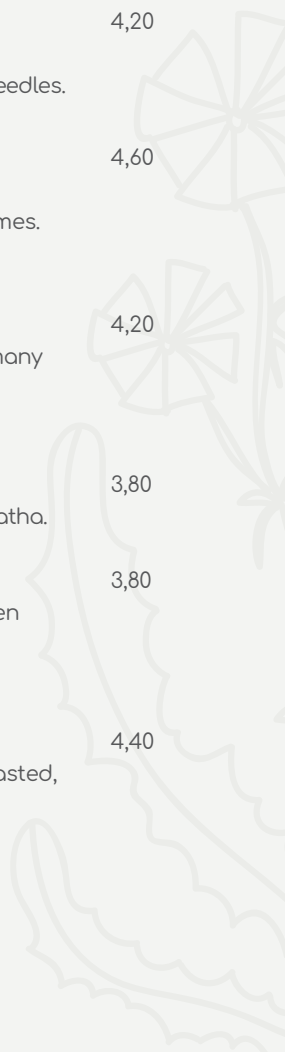 4,20
eedles.
4,60
mes.
4,20
nany
3,80
atha.
3,80
en
4,40
asted,